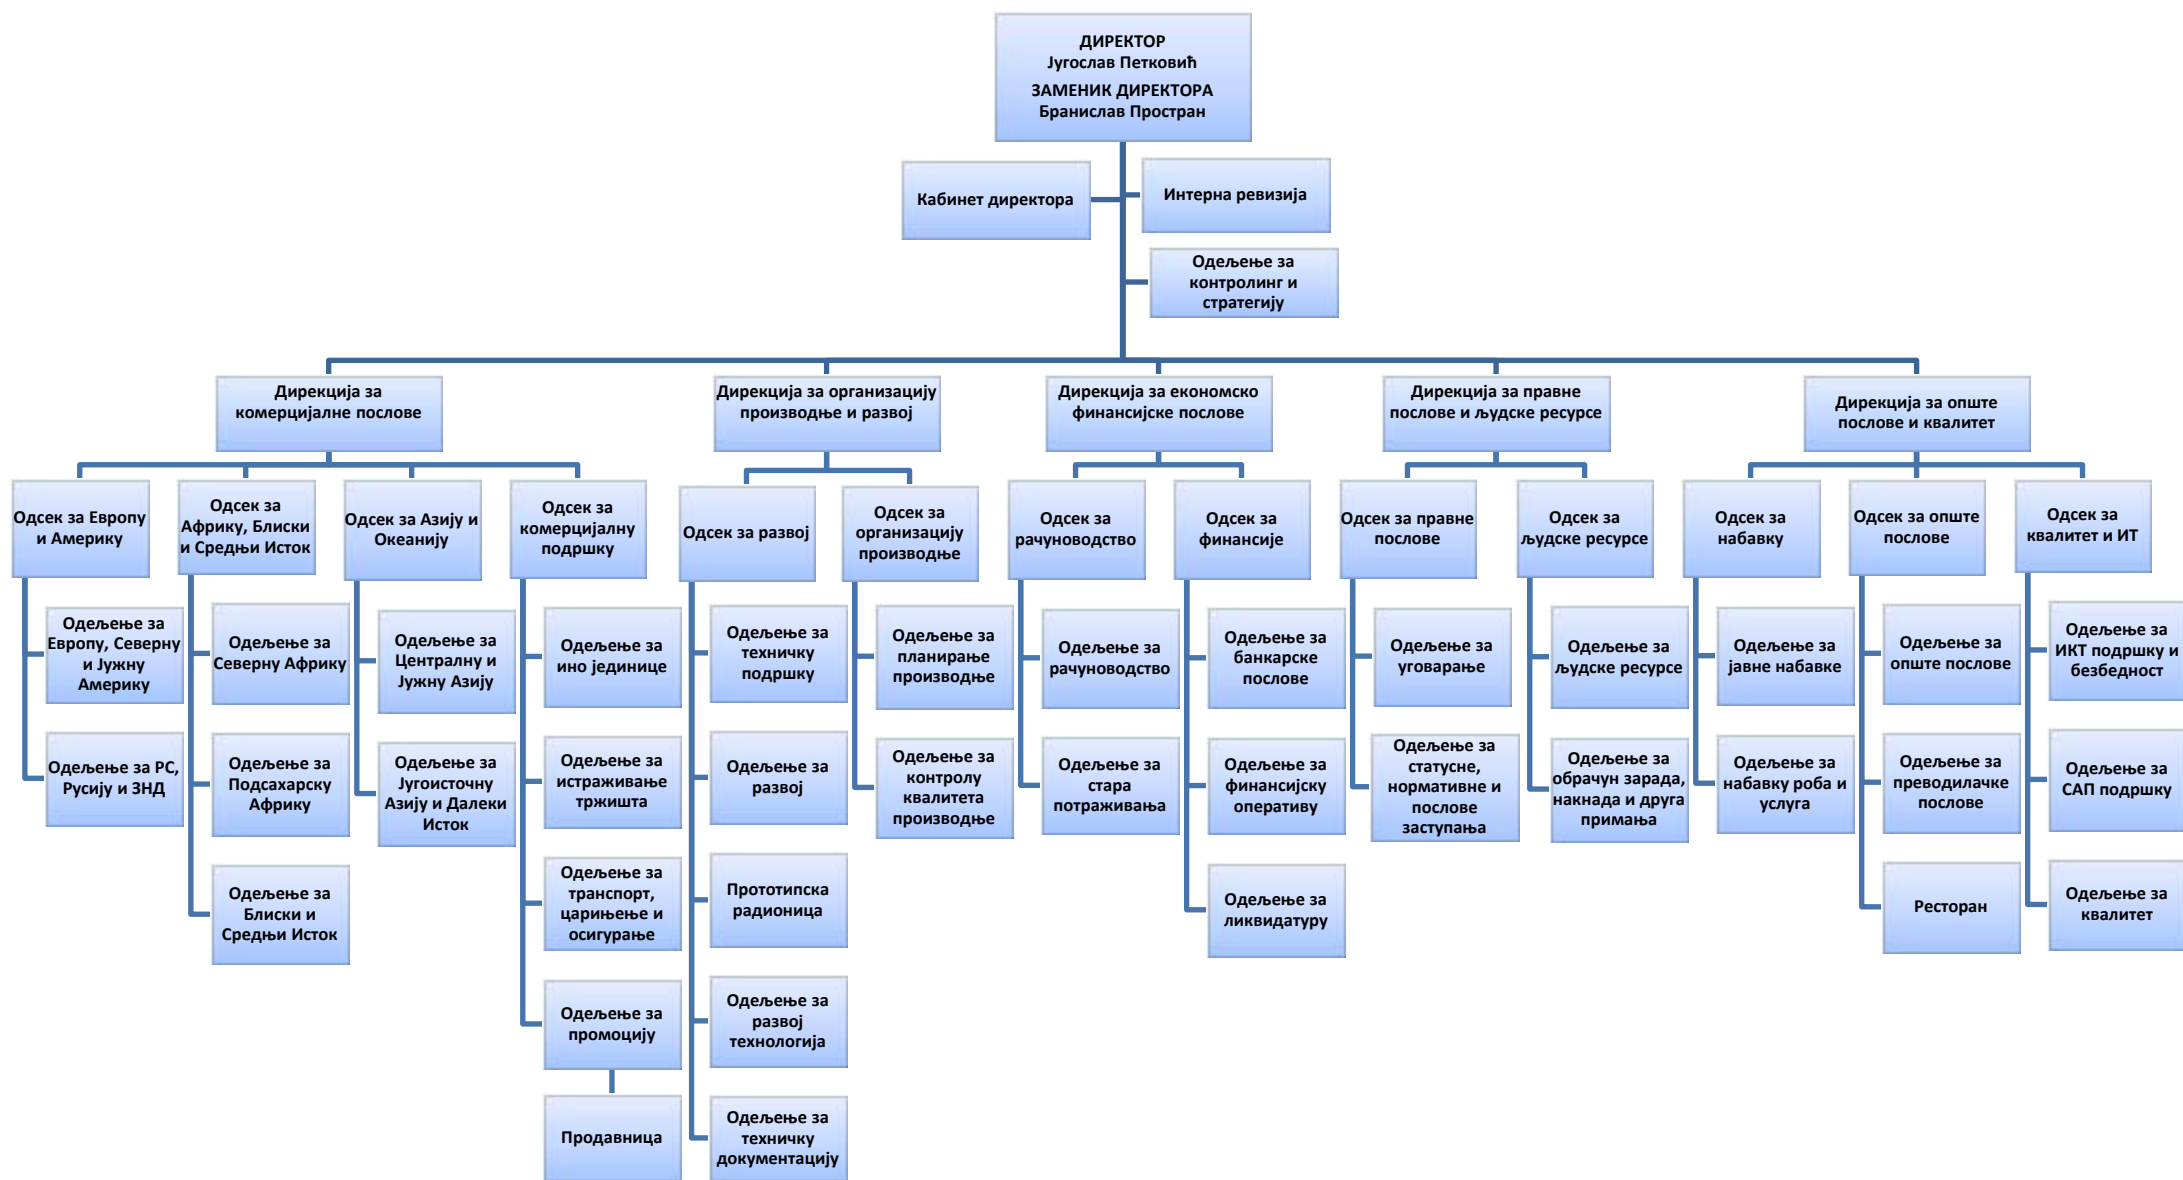 ДИРЕКТОР
Југослав Петковић
ЗАМЕНИК ДИРЕКТОРА
Бранислав Простран
Кабинет директора
Интерна ревизија
Одељење за
контролинг и
стратегију
Дирекција за
комерцијалне послове
Дирекција за организацију
производње и развој
Дирекција за економско
финансијске послове
Дирекција за правне
послове и људске ресурсе
Дирекција за опште
послове и квалитет
Одсек за Европу
и Америку
Одсек за
Африку, Блиски
и Средњи Исток
Одсек за Азију и
Океанију
Одсек за
комерцијалну
подршку
Одсек за развој
Одсек за
организацију
производње
Одсек за
рачуноводство
Одсек за
финансије
Одсек за правне
послове
Одсек за
људске ресурсе
Одсек за
набавку
Одсек за опште
послове
Одсек за
квалитет и ИТ
Одељење за
Европу, Северну
и Јужну
Америку
Одељење за
Северну Африку
Одељење за
Централну и
Јужну Азију
Одељење за
ино јединице
Одељење за
техничку
подршку
Одељење за
планирање
производње
Одељење за
рачуноводство
Одељење за
банкарске
послове
Одељење за
уговарање
Одељење за
људске ресурсе
Одељење за
јавне набавке
Одељење за
опште послове
Одељење за
ИКТ подршку и
безбедност
Одељење за РС,
Русију и ЗНД
Одељење за
Подсахарску
Африку
Одељење за
Југоисточну
Азију и Далеки
Исток
Одељење за
истраживање
тржишта
Одељење за
развој
Одељење за
контролу
квалитета
производње
Одељење за
стара
потраживања
Одељење за
финансијску
оперативу
Одељење за
статусне,
нормативне и
послове
заступања
Одељење за
обрачун зарада,
накнада и друга
примања
Одељење за
набавку роба и
услуга
Одељење за
преводилачке
послове
Одељење за
САП подршку
Одељење за
Блиски и
Средњи Исток
Одељење за
транспорт,
царињење и
осигурање
Прототипска
радионица
Одељење за
ликвидатуру
Ресторан
Одељење за
квалитет
Одељење за
промоцију
Одељење за
развој
технологија
Продавница
Одељење за
техничку
документацију